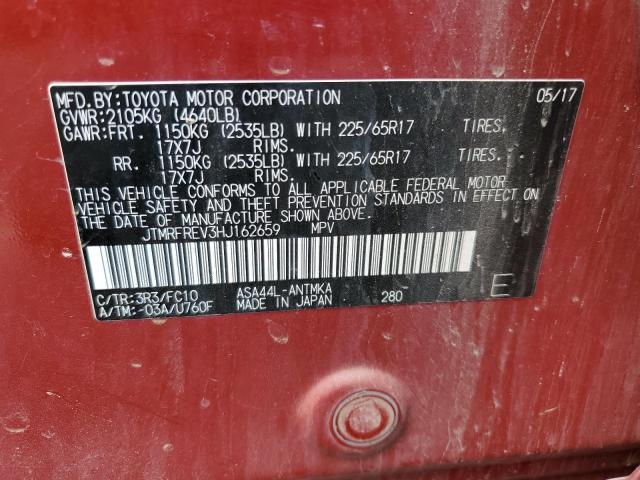 MFD.BY:TOYOTA MOTOR CORPORATION 05/17
GVWR:2105KG (4640LB)
GAWR:FRT. 1150KG (2535LB) WITH 225/65R17 TIRES,
17X7J RIMS.
RR. 1150KG (2535LB) WITH 225/65R17 TIRES,
17X7J RIMS.
THIS VEHICLE CONFORMS TO ALL APPLICABLE FEDERAL MOTOR
VEHICLE SAFETY AND THEFT PREVENTION STANDARDS IN EFFECT ON
THE DATE OF MANUFACTURE SHOWN ABOVE.
JTMRFREV3HJ162659 MPV
C/TR:3R3/FC10 ASA44L-ANTMKA 280 E
A/TM:-03A/U760F MADE IN JAPAN